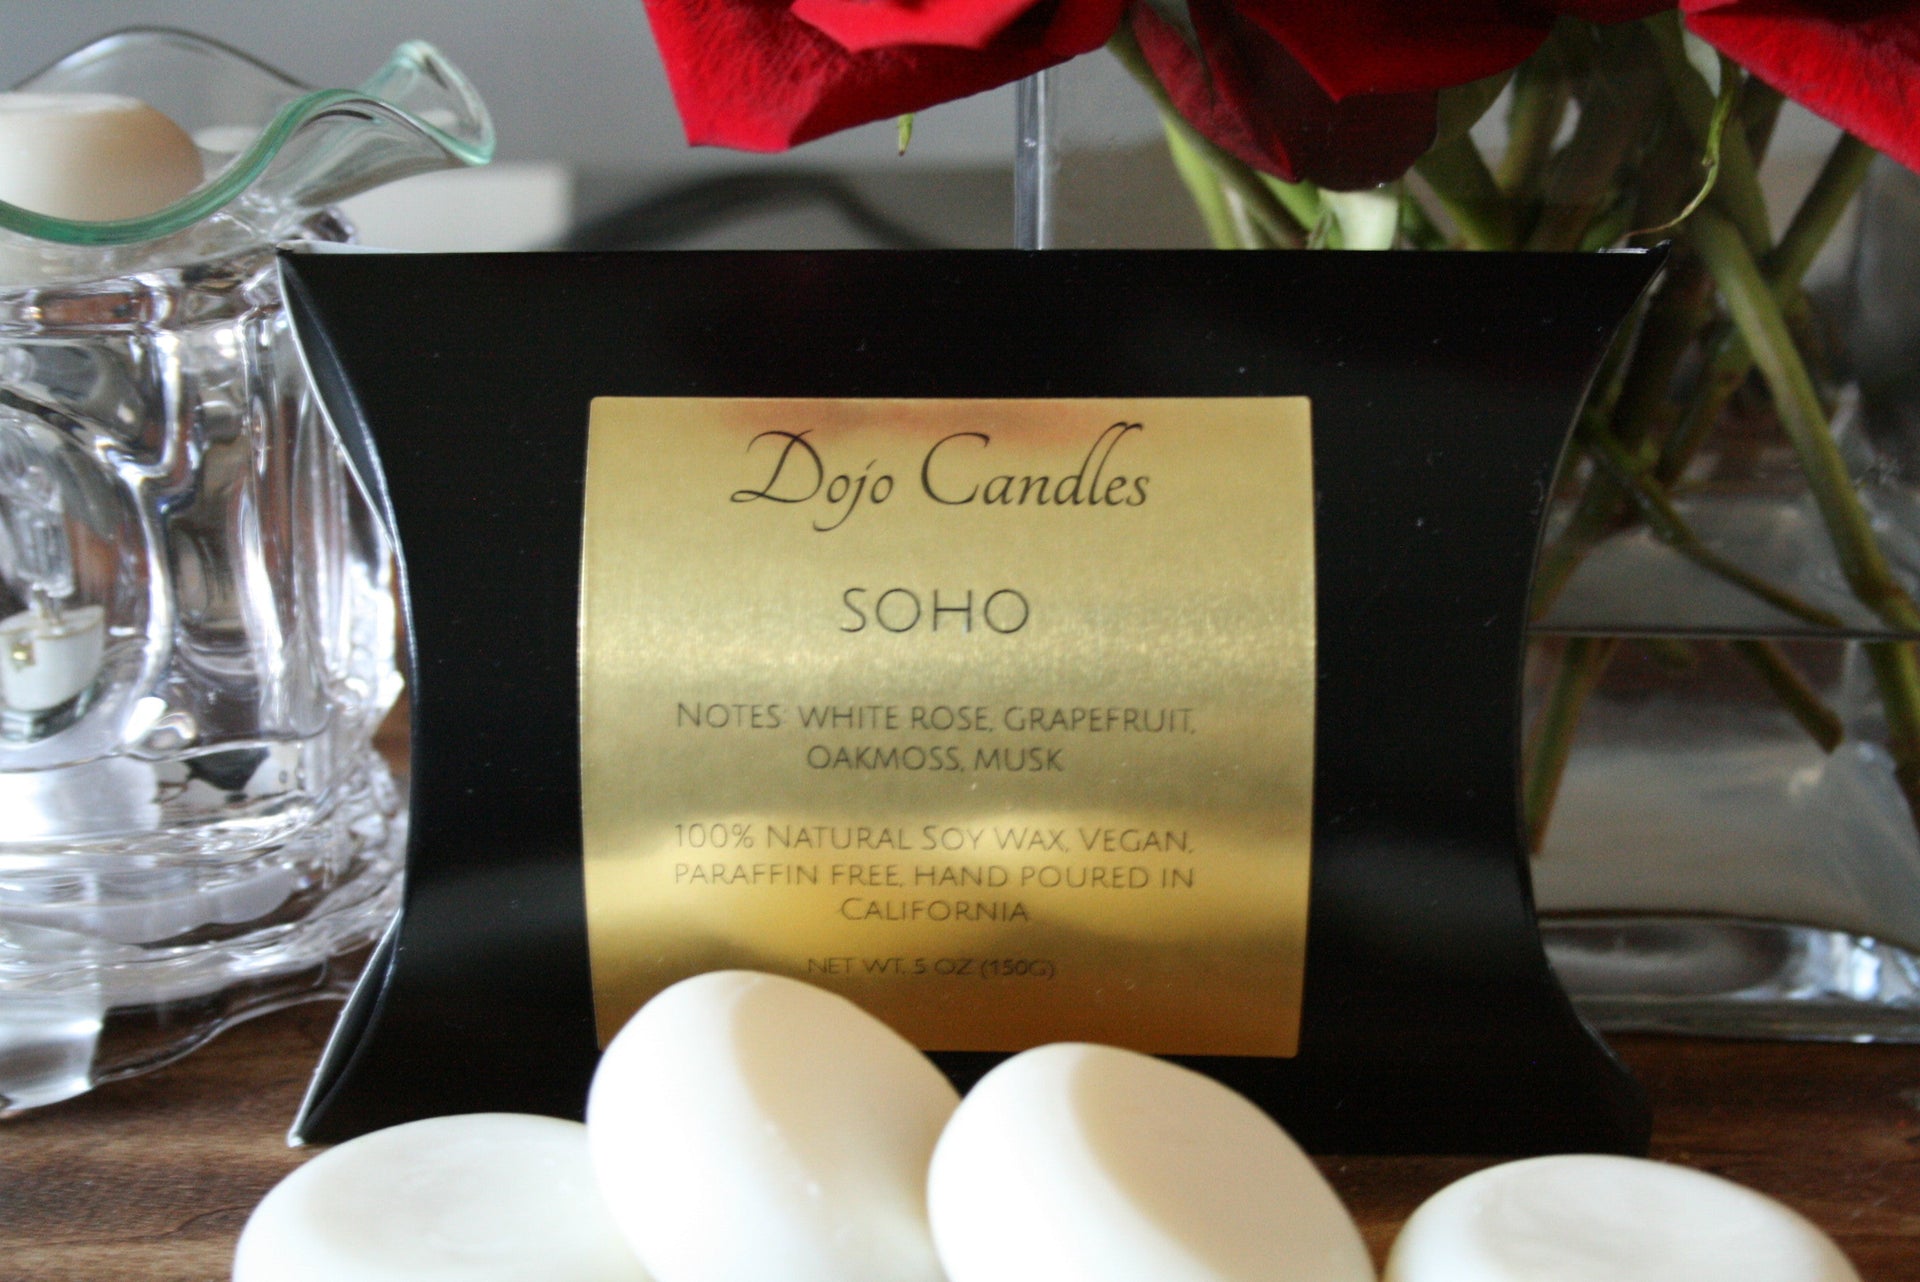 Dojo Candles
SOHO
NOTES: WHITE ROSE, GRAPEFRUIT,
OAKMOSS, MUSK
100% NATURAL SOY WAX, VEGAN,
PARAFFIN FREE, HAND POURED IN
CALIFORNIA
NET WT. 5 OZ (150G)